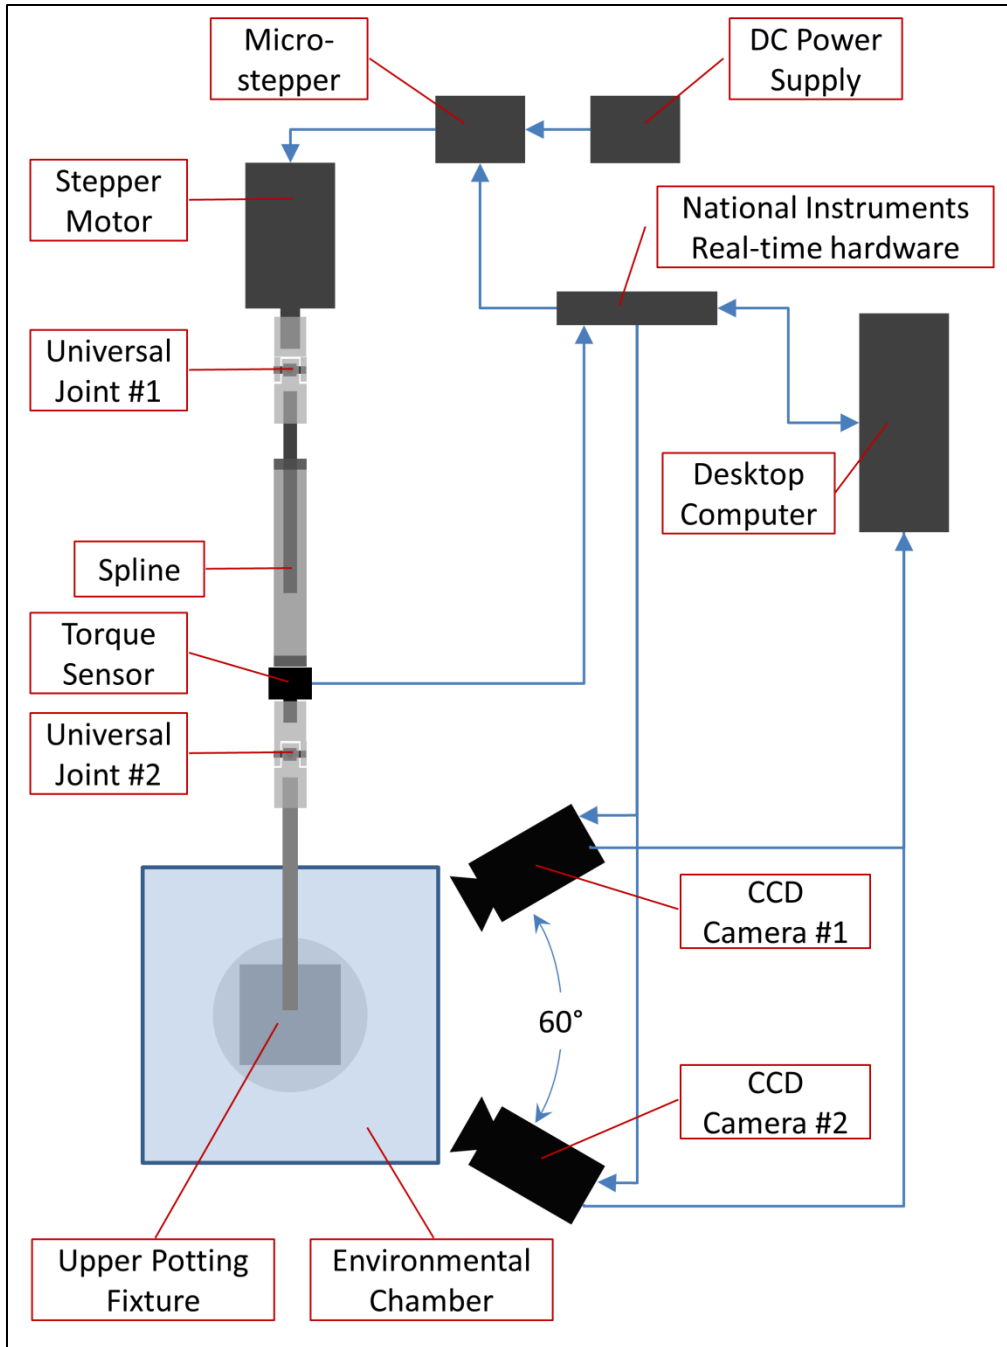 Micro-
stepper
DC Power
Supply
Stepper
Motor
National Instruments
Real-time hardware
Universal
Joint #1
Desktop
Computer
Spline
Torque
Sensor
Universal
Joint #2
CCD
Camera #1
60°
CCD
Camera #2
Upper Potting
Fixture
Environmental
Chamber